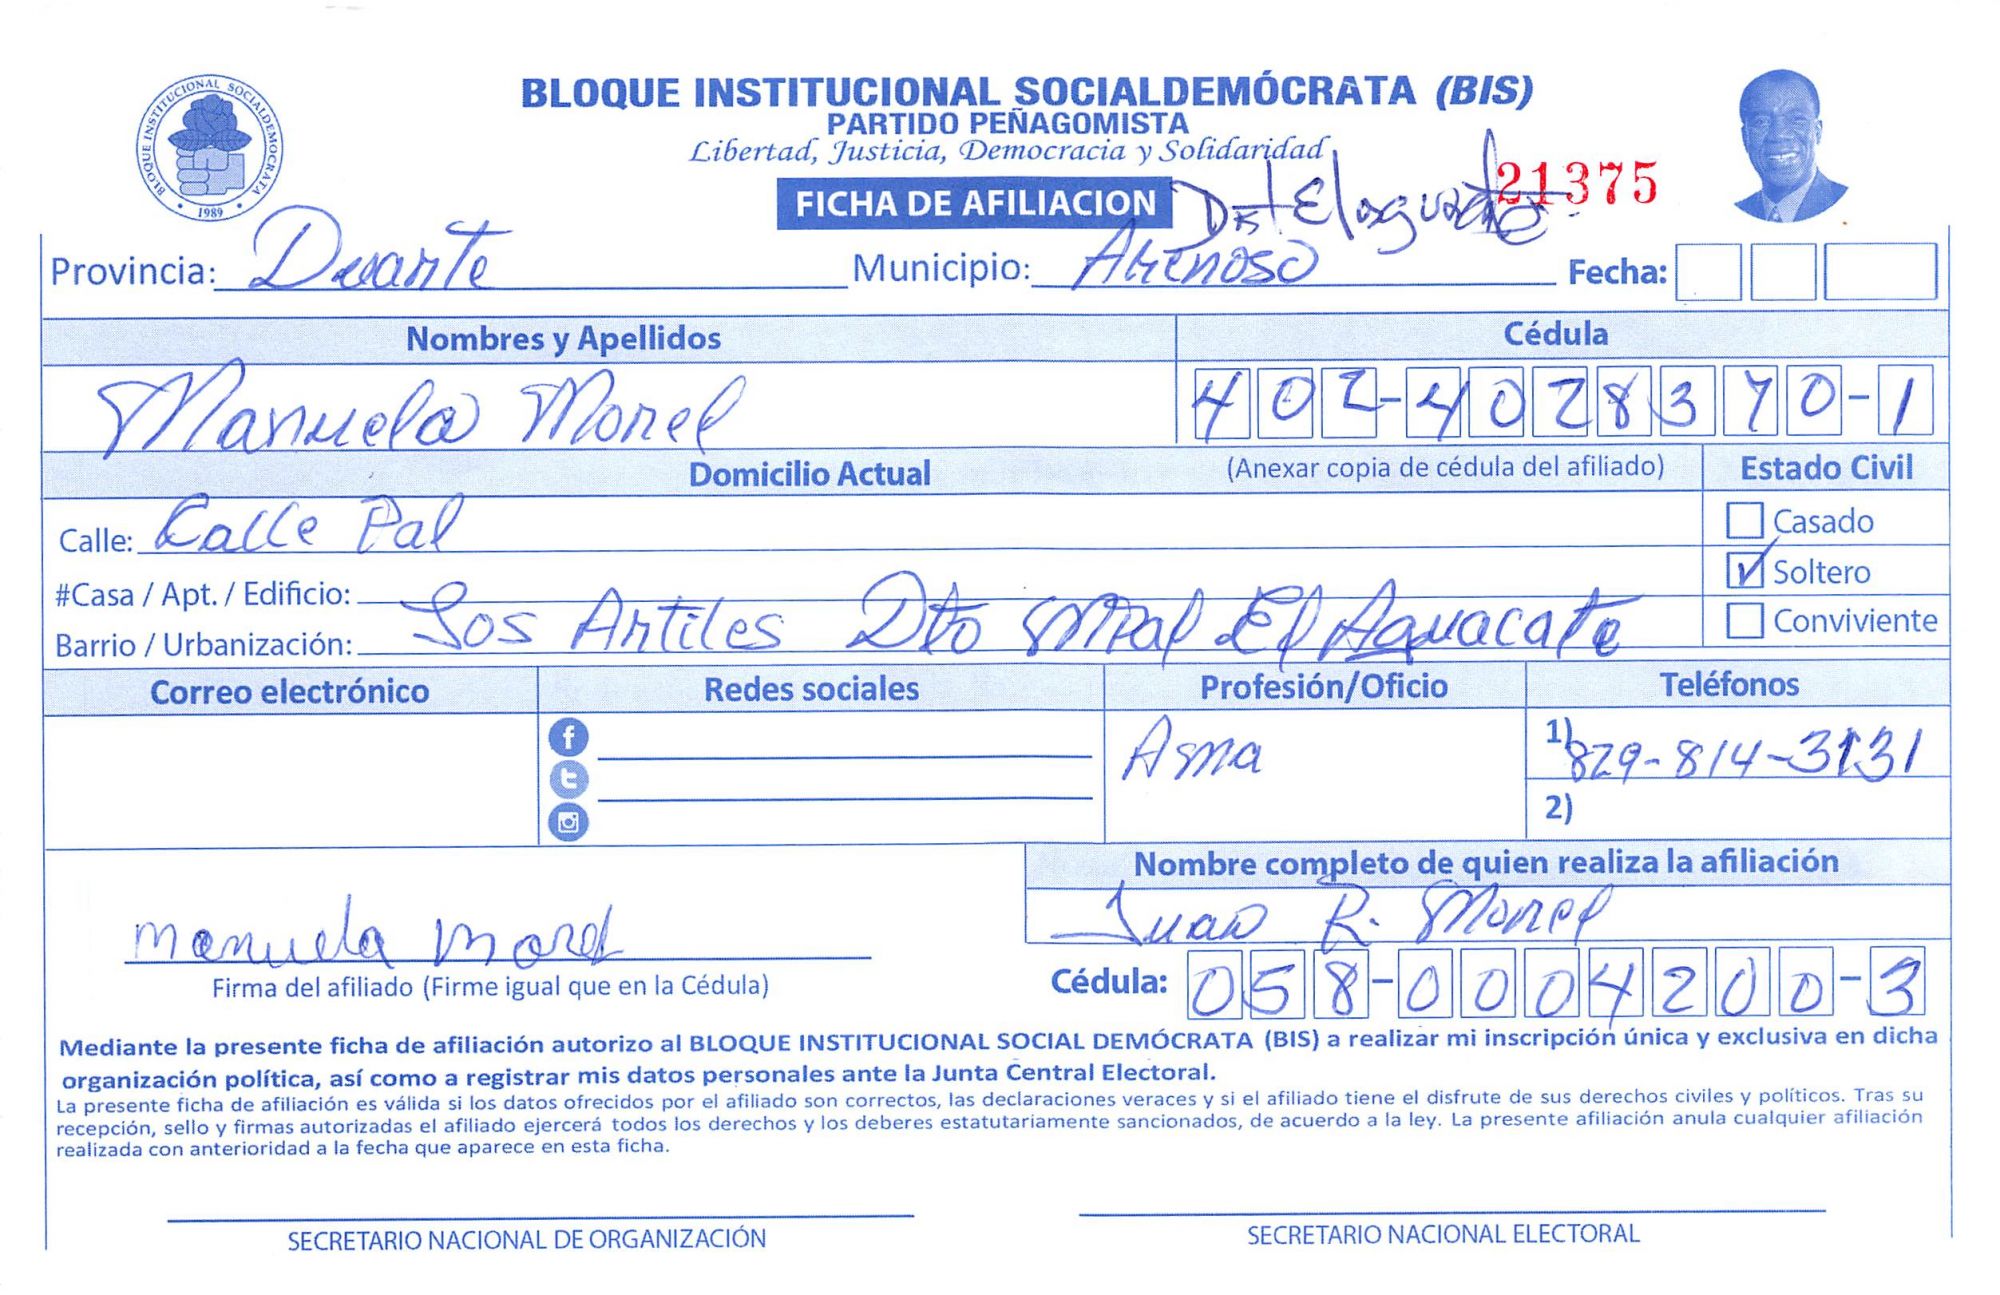 BLOQUE INSTITUCIONAL SOCIALDEMÓCRATA
1989
BLOQUE INSTITUCIONAL SOCIALDEMÓCRATA (BIS)
PARTIDO PEÑAGOMISTA
Libertad, Justicia, Democracia y Solidaridad
FICHA DE AFILIACION
21375
Provincia: Duarte Municipio: Arenoso Fecha:
Nombres y Apellidos Cédula
Manuela Morel 402-4028370-1
Domicilio Actual (Anexar copia de cédula del afiliado) Estado Civil
Calle: Calle Pal
Casado
Soltero
Conviviente
#Casa / Apt. / Edificio:
Barrio / Urbanización: Los Artiles Dto El Aguacate
Correo electrónico Redes sociales Profesión/Oficio Teléfonos
Ama
1) 829-814-3131
2)
Nombre completo de quien realiza la afiliación
Juan R. Morel
Manuela Morel
Firma del afiliado (Firme igual que en la Cédula)
Cédula: 058-0004200-3
Mediante la presente ficha de afiliación autorizo al BLOQUE INSTITUCIONAL SOCIAL DEMÓCRATA (BIS) a realizar mi inscripción única y exclusiva en dicha
organización política, así como a registrar mis datos personales ante la Junta Central Electoral.
La presente ficha de afiliación es válida si los datos ofrecidos por el afiliado son correctos, las declaraciones veraces y si el afiliado tiene el disfrute de sus derechos civiles y políticos. Tras su
recepción, sello y firmas autorizadas el afiliado ejercerá todos los derechos y los deberes estatutariamente sancionados, de acuerdo a la ley. La presente afiliación anula cualquier afiliación
realizada con anterioridad a la fecha que aparece en esta ficha.
SECRETARIO NACIONAL DE ORGANIZACIÓN
SECRETARIO NACIONAL ELECTORAL